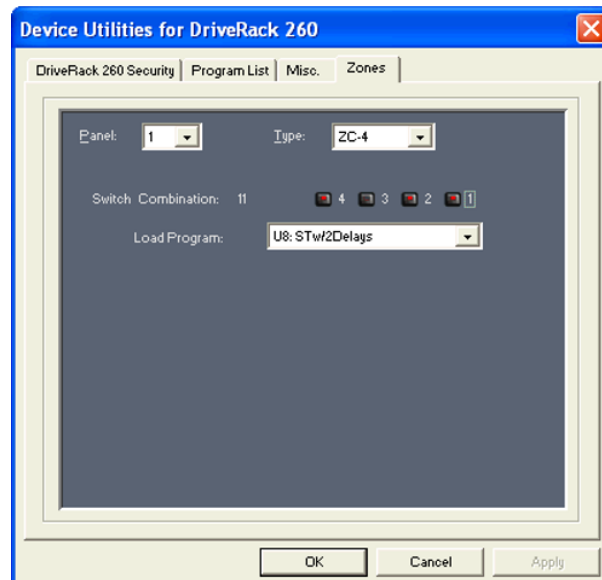 Device Utilities for DriveRack 260
DriveRack 260 Security Program List Misc. Zones
Panel: 1 Type: ZC-4
Switch Combination: 11 4 3 2 1
Load Program: U8: STw/2Delays
OK Cancel Apply